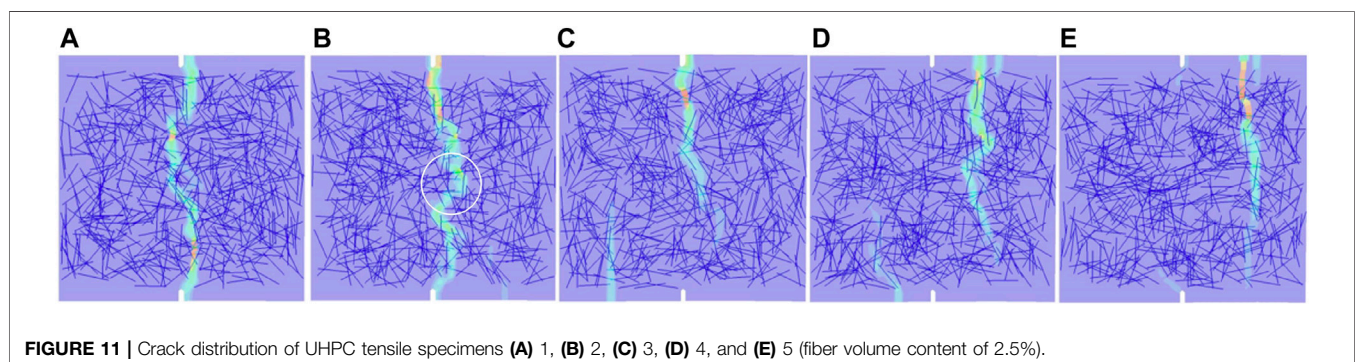 A B C D E
FIGURE 11 | Crack distribution of UHPC tensile specimens (A) 1, (B) 2, (C) 3, (D) 4, and (E) 5 (fiber volume content of 2.5%).